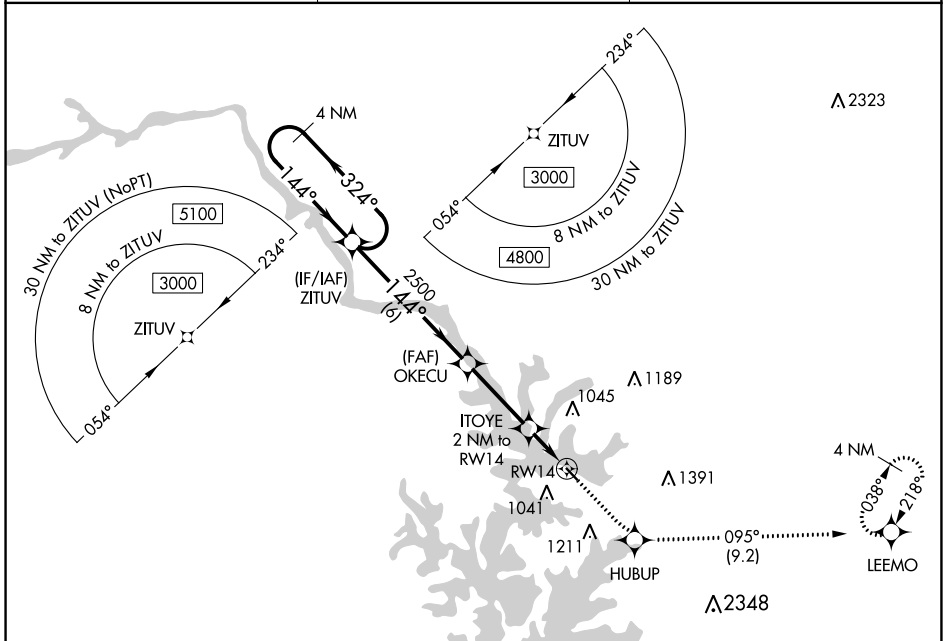 234°
4 NM
2323
ZITUV
3000
144°
324°
30 NM to ZITUV (NoPT)
5100
8 NM to ZITUV
054°
8 NM to ZITUV
234°
4800
30 NM to ZITUV
3000
(IF/IAF)
ZITUV
2500
144°
(6)
ZITUV
(FAF)
OKECU
1189
054°
1045
ITOYE
2 NM to
RW14
RW14
4 NM
1391
038°
218°
1041
1211
095°
(9.2)
HUBUP
LEEMO
2348